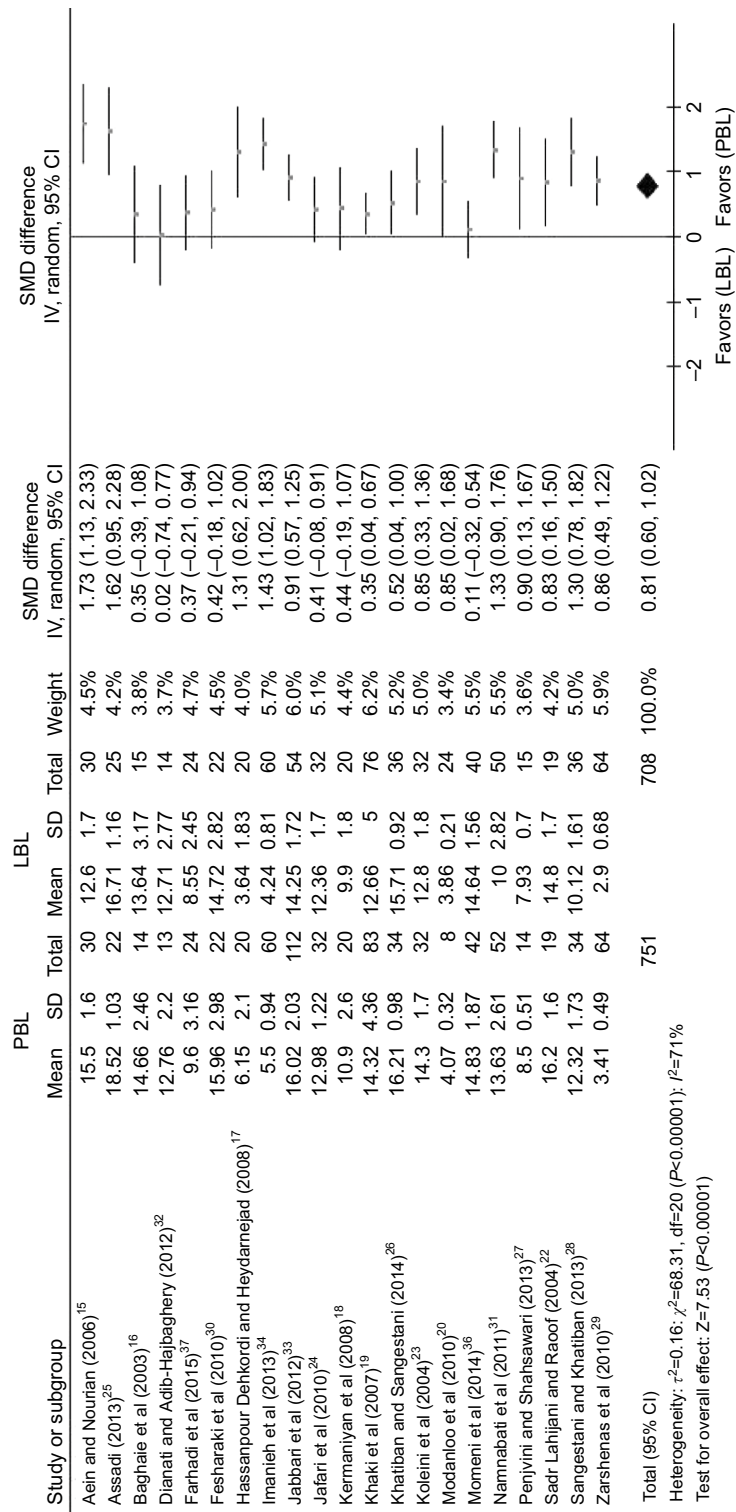 PBL LBL SMD difference SMD difference
Study or subgroup Mean SD Total Mean SD Total Weight IV, random, 95% CI IV, random, 95% CI
Aein and Nourian (2006)15 15.5 1.6 30 12.6 1.7 30 4.5% 1.73 (1.13, 2.33)
Assadi (2013)25 18.52 1.03 22 16.71 1.16 25 4.2% 1.62 (0.95, 2.28)
Baghaie et al (2003)16 14.66 2.46 14 13.64 3.17 15 3.8% 0.35 (–0.39, 1.08)
Dianati and Adib-Hajbaghery (2012)32 12.76 2.2 13 12.71 2.77 14 3.7% 0.02 (–0.74, 0.77)
Farhadi et al (2015)37 9.6 3.16 24 8.55 2.45 24 4.7% 0.37 (–0.21, 0.94)
Fesharaki et al (2010)30 15.96 2.98 22 14.72 2.82 22 4.5% 0.42 (–0.18, 1.02)
Hassanpour Dehkordi and Heydarnejad (2008)17 6.15 2.1 20 3.64 1.83 20 4.0% 1.31 (0.62, 2.00)
Imanieh et al (2013)34 5.5 0.94 60 4.24 0.81 60 5.7% 1.43 (1.02, 1.83)
Jabbari et al (2012)33 16.02 2.03 112 14.25 1.72 54 6.0% 0.91 (0.57, 1.25)
Jafari et al (2010)24 12.98 1.22 32 12.36 1.7 32 5.1% 0.41 (–0.08, 0.91)
Kermaniyan et al (2008)18 10.9 2.6 20 9.9 1.8 20 4.4% 0.44 (–0.19, 1.07)
Khaki et al (2007)19 14.32 4.36 83 12.66 5 76 6.2% 0.35 (0.04, 0.67)
Khatiban and Sangestani (2014)26 16.21 0.98 34 15.71 0.92 36 5.2% 0.52 (0.04, 1.00)
Koleini et al (2004)23 14.3 1.7 32 12.8 1.8 32 5.0% 0.85 (0.33, 1.36)
Modanloo et al (2010)20 4.07 0.32 8 3.86 0.21 24 3.4% 0.85 (0.02, 1.68)
Momeni et al (2014)36 14.83 1.87 42 14.64 1.56 40 5.5% 0.11 (–0.32, 0.54)
Namnabati et al (2011)31 13.63 2.61 52 10 2.82 50 5.5% 1.33 (0.90, 1.76)
Penjvini and Shahsawari (2013)27 8.5 0.51 14 7.93 0.7 15 3.6% 0.90 (0.13, 1.67)
Sadr Lahijani and Raoof (2004)22 16.2 1.6 19 14.8 1.7 19 4.2% 0.83 (0.16, 1.50)
Sangestani and Khatiban (2013)28 12.32 1.73 34 10.12 1.61 36 5.0% 1.30 (0.78, 1.82)
Zarshenas et al (2010)29 3.41 0.49 64 2.9 0.68 64 5.9% 0.86 (0.49, 1.22)
Total (95% CI) 751 708 100.0% 0.81 (0.60, 1.02)
Heterogeneity: τ2=0.16: χ2=68.31, df=20 (P<0.00001): I2=71%
Test for overall effect: Z=7.53 (P<0.00001)
–2 –1 0 1 2
Favors (LBL) Favors (PBL)